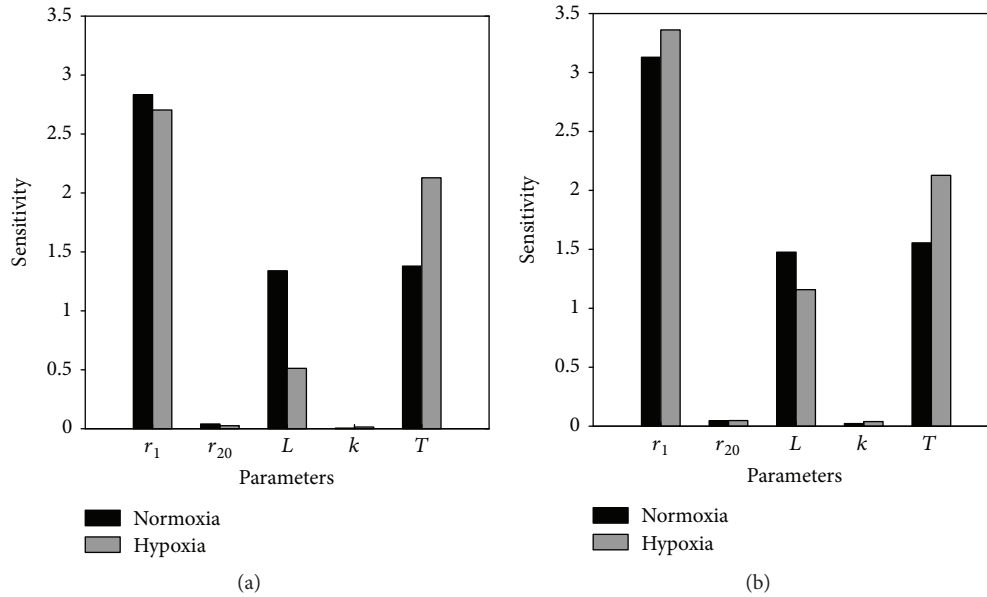 3.5
3
2.5
2
1.5
1
0.5
0
Sensitivity
r₁ r₂₀ L k T
Parameters
Normoxia
Hypoxia
(a)
3.5
3
2.5
2
1.5
1
0.5
0
Sensitivity
r₁ r₂₀ L k T
Parameters
Normoxia
Hypoxia
(b)